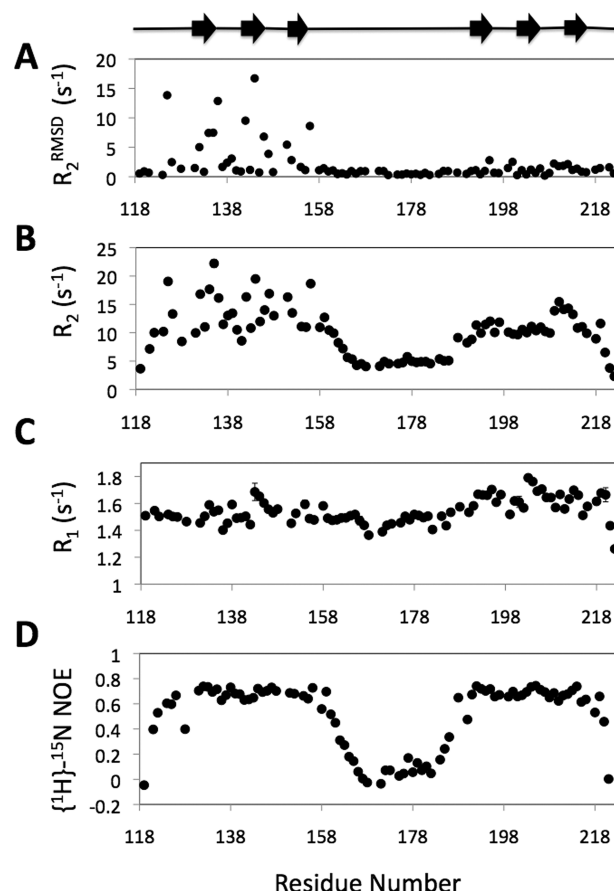 A
R₂ᴿᴹˢᴰ (s⁻¹)
20
15
10
5
0
118 138 158 178 198 218
B
R₂ (s⁻¹)
25
20
15
10
5
0
118 138 158 178 198 218
C
R₁ (s⁻¹)
1.8
1.6
1.4
1.2
1
118 138 158 178 198 218
D
{¹H}-¹⁵N NOE
1
0.8
0.6
0.4
0.2
0
-0.2
118 138 158 178 198 218
Residue Number